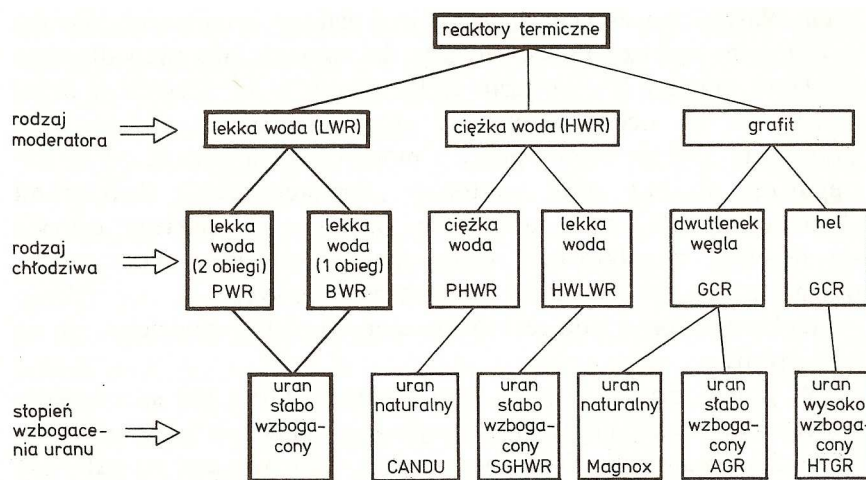 reaktory termiczne
rodzaj
moderatora
lekka woda (LWR)
ciężka woda (HWR)
grafit
rodzaj
chłodziwa
lekka
woda
(2 obiegi)
PWR
lekka
woda
(1 obieg)
BWR
ciężka
woda
PHWR
lekka
woda
HWLWR
dwutlenek
węgla
GCR
hel
GCR
stopień
wzbogace-
nia uranu
uran
słabo
wzboga-
cony
uran
naturalny
CANDU
uran
słabo
wzboga-
cony
SGHWR
uran
naturalny
Magnox
uran
słabo
wzboga-
cony
AGR
uran
wysoko
wzboga-
cony
HTGR